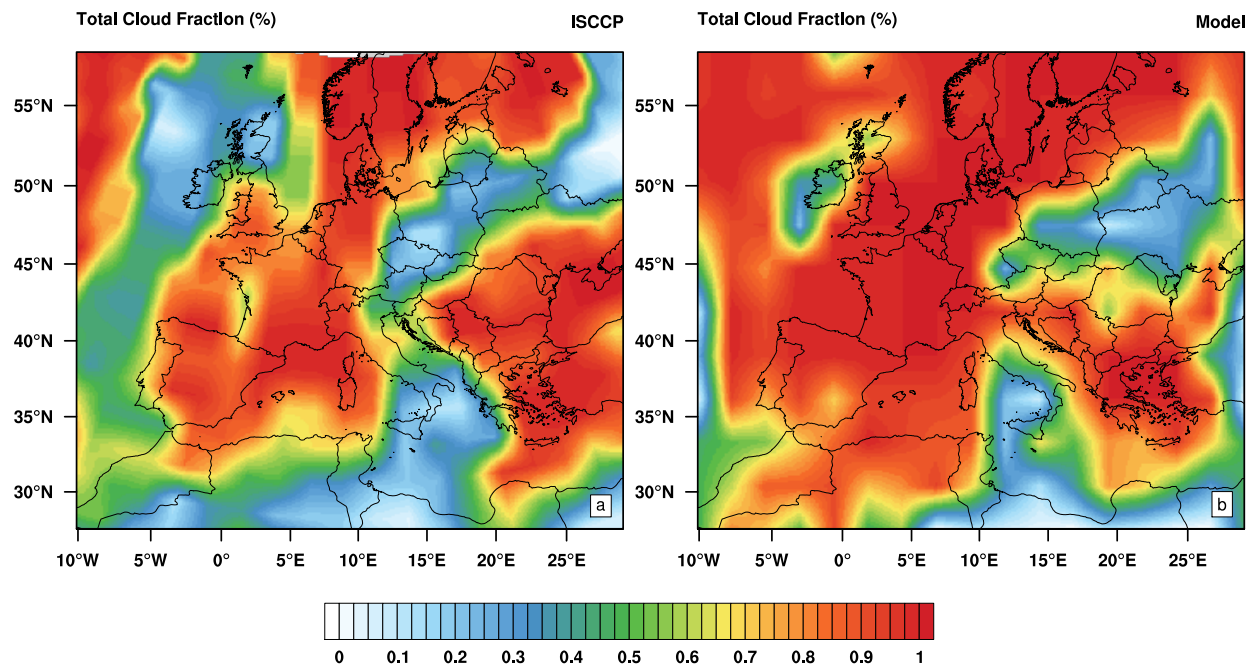 Total Cloud Fraction (%) ISCCP
Total Cloud Fraction (%) Model
55°N
50°N
45°N
40°N
35°N
30°N
a
10°W 5°W 0° 5°E 10°E 15°E 20°E 25°E
55°N
50°N
45°N
40°N
35°N
30°N
b
10°W 5°W 0° 5°E 10°E 15°E 20°E 25°E
0 0.1 0.2 0.3 0.4 0.5 0.6 0.7 0.8 0.9 1